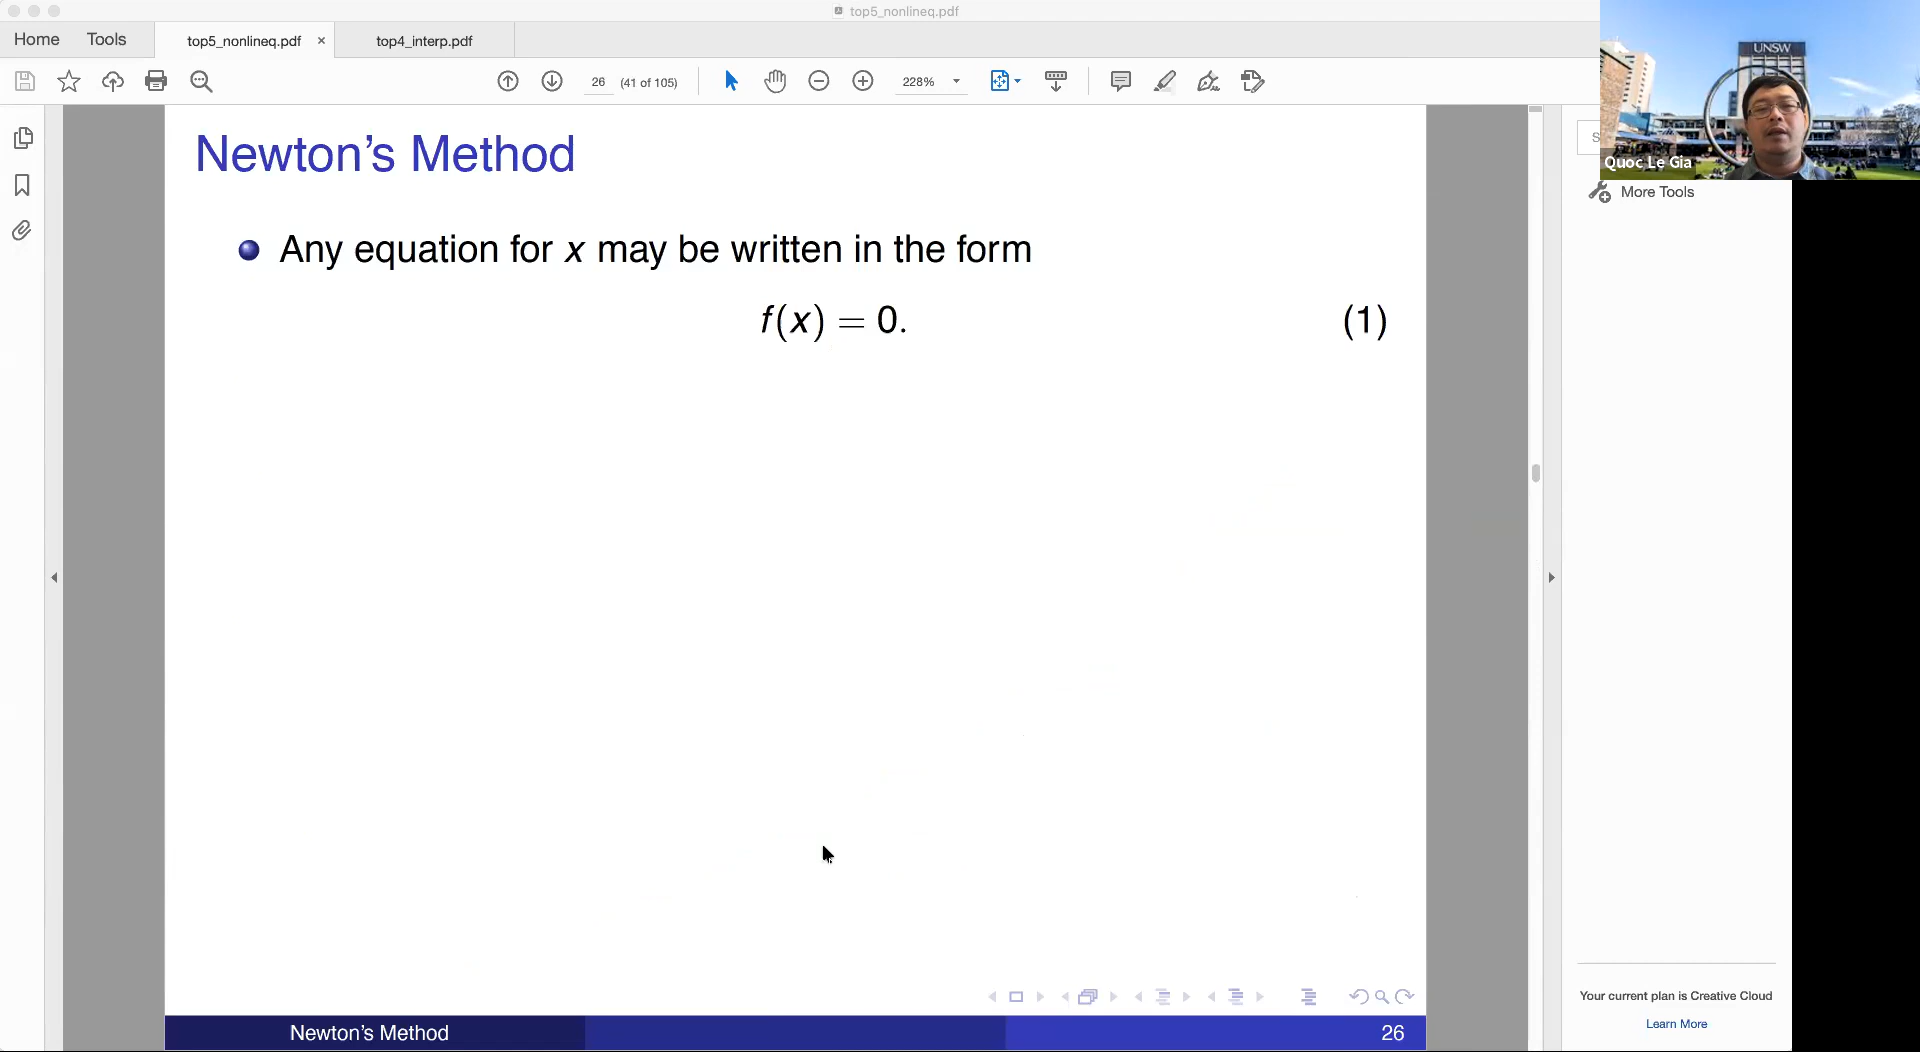 top5_nonlineq.pdf
Home
Tools
top5_nonlineq.pdf ×
top4_interp.pdf
26 (41 of 105)
228%
UNSW
Quoc Le Gia
S
More Tools
Newton's Method
Any equation for x may be written in the form
f(x) = 0. (1)
Your current plan is Creative Cloud
Learn More
Newton's Method 26